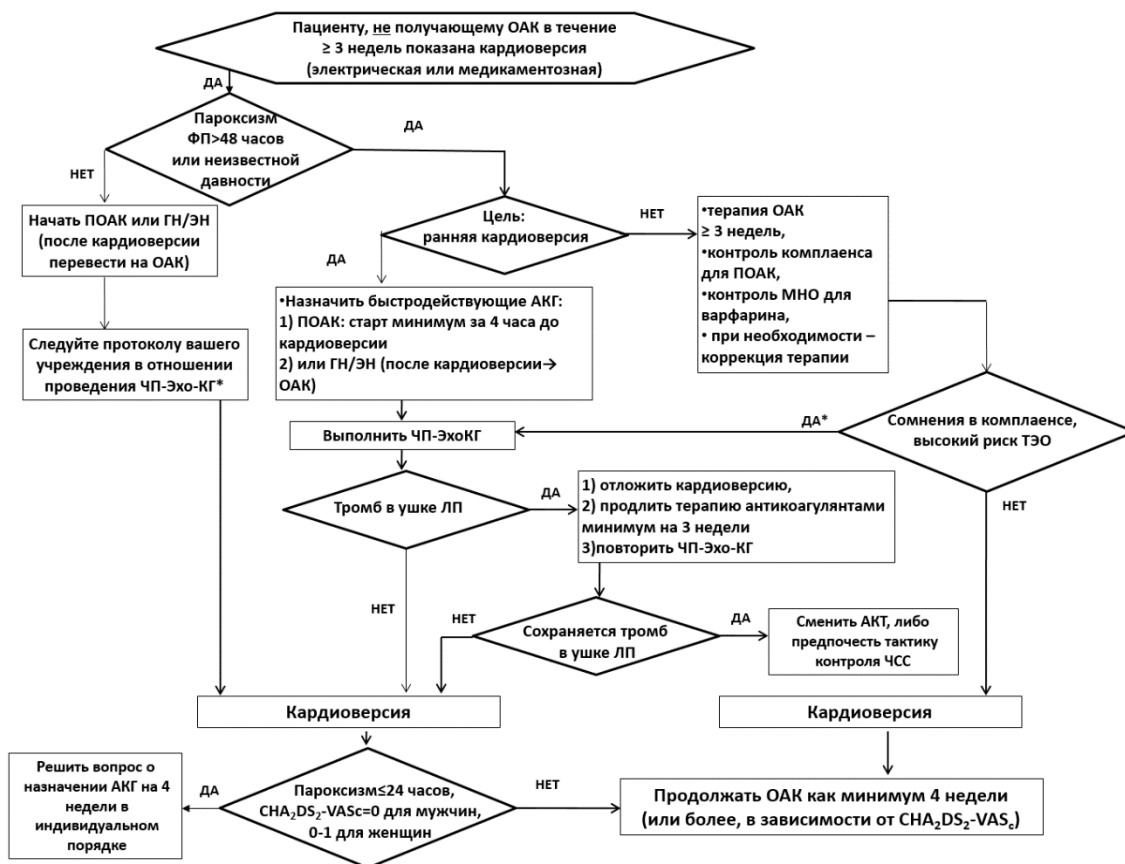 Пациенту, не получающему ОАК в течение
≥ 3 недель показана кардиоверсия
(электрическая или медикаментозная)
ДА
Пароксизм
ФП>48 часов
или неизвестной
давности
ДА
НЕТ
Начать ПОАК или ГН/ЭН
(после кардиоверсии
перевести на ОАК)
Следуйте протоколу вашего
учреждения в отношении
проведения ЧП-Эхо-КГ*
Цель:
ранняя кардиоверсия
НЕТ
ДА
•терапия ОАК
≥ 3 недель,
•контроль комплаенса
для ПОАК,
•контроль МНО для
варфарина,
• при необходимости –
коррекция терапии
•Назначить быстродействующие АКГ:
1) ПОАК: старт минимум за 4 часа до
кардиоверсии
2) или ГН/ЭН (после кардиоверсии→
ОАК)
Сомнения в комплаенсе,
высокий риск ТЭО
ДА*
НЕТ
Выполнить ЧП-ЭхоКГ
Тромб в ушке ЛП
ДА
НЕТ
1) отложить кардиоверсию,
2) продлить терапию антикоагулянтами
минимум на 3 недели
3)повторить ЧП-Эхо-КГ
Сохраняется тромб
в ушке ЛП
НЕТ
ДА
Сменить АКТ, либо
предпочесть тактику
контроля ЧСС
Кардиоверсия
Кардиоверсия
Пароксизм≤24 часов,
CHA₂DS₂-VASc=0 для мужчин,
0-1 для женщин
ДА
НЕТ
Решить вопрос о
назначении АКГ на 4
недели в
индивидуальном
порядке
Продолжать ОАК как минимум 4 недели
(или более, в зависимости от CHA₂DS₂-VASc)